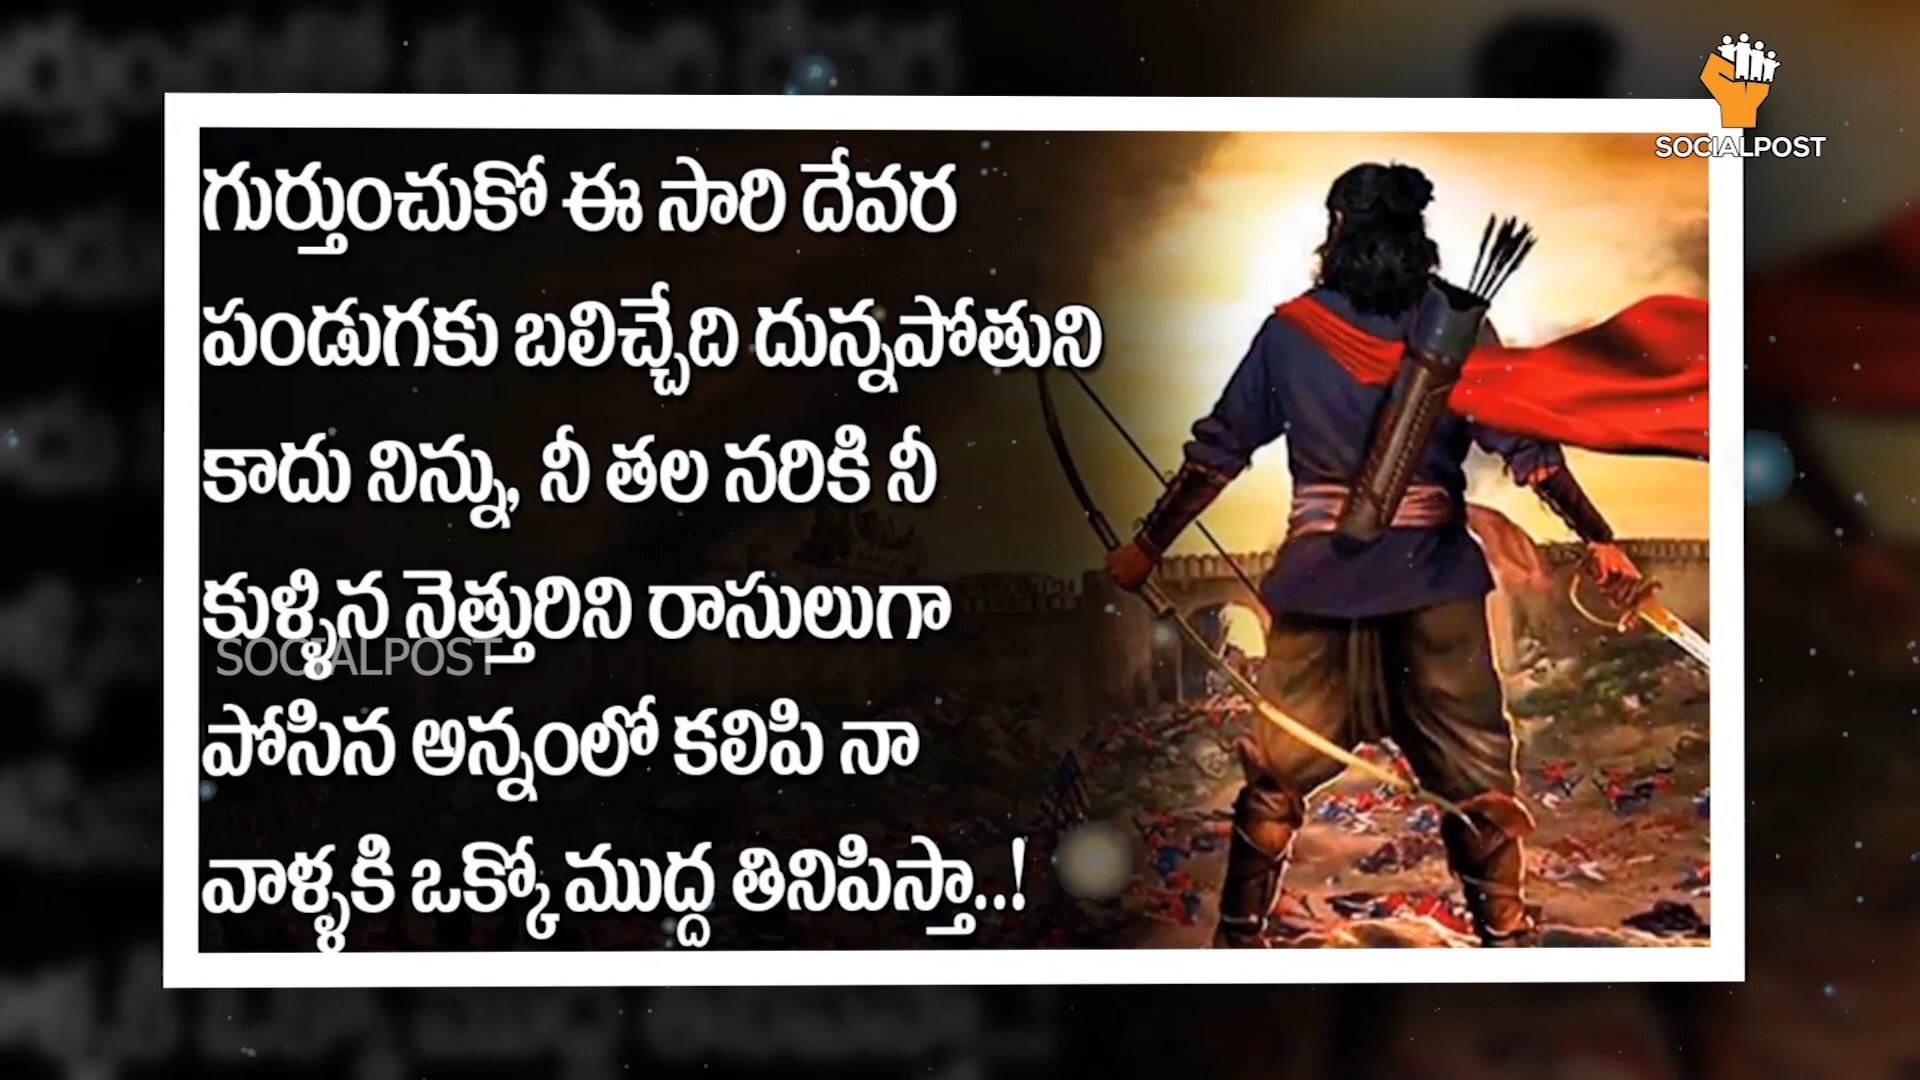 SOCIALPOST
గుర్తుంచుకో ఈ సారి దేవర
పండుగకు బలిచ్చేది దున్నపోతుని
కాదు నిన్ను, నీ తల నరికి నీ
కుళ్ళిన నెత్తురిని రాసులుగా
SOCIALPOST
పోసిన అన్నంలో కలిపి నా
వాళ్ళకి ఒక్కో ముద్ద తినిపిస్తా..!